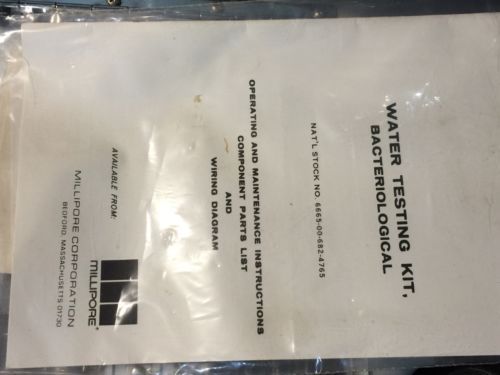 WATER TESTING KIT,
BACTERIOLOGICAL
NAT'L STOCK NO. 6665-00-682-4765
OPERATING AND MAINTENANCE INSTRUCTIONS
COMPONENT PARTS LIST
AND
WIRING DIAGRAM
AVAILABLE FROM:
MILLIPORE®
MILLIPORE CORPORATION
BEDFORD, MASSACHUSETTS 01730